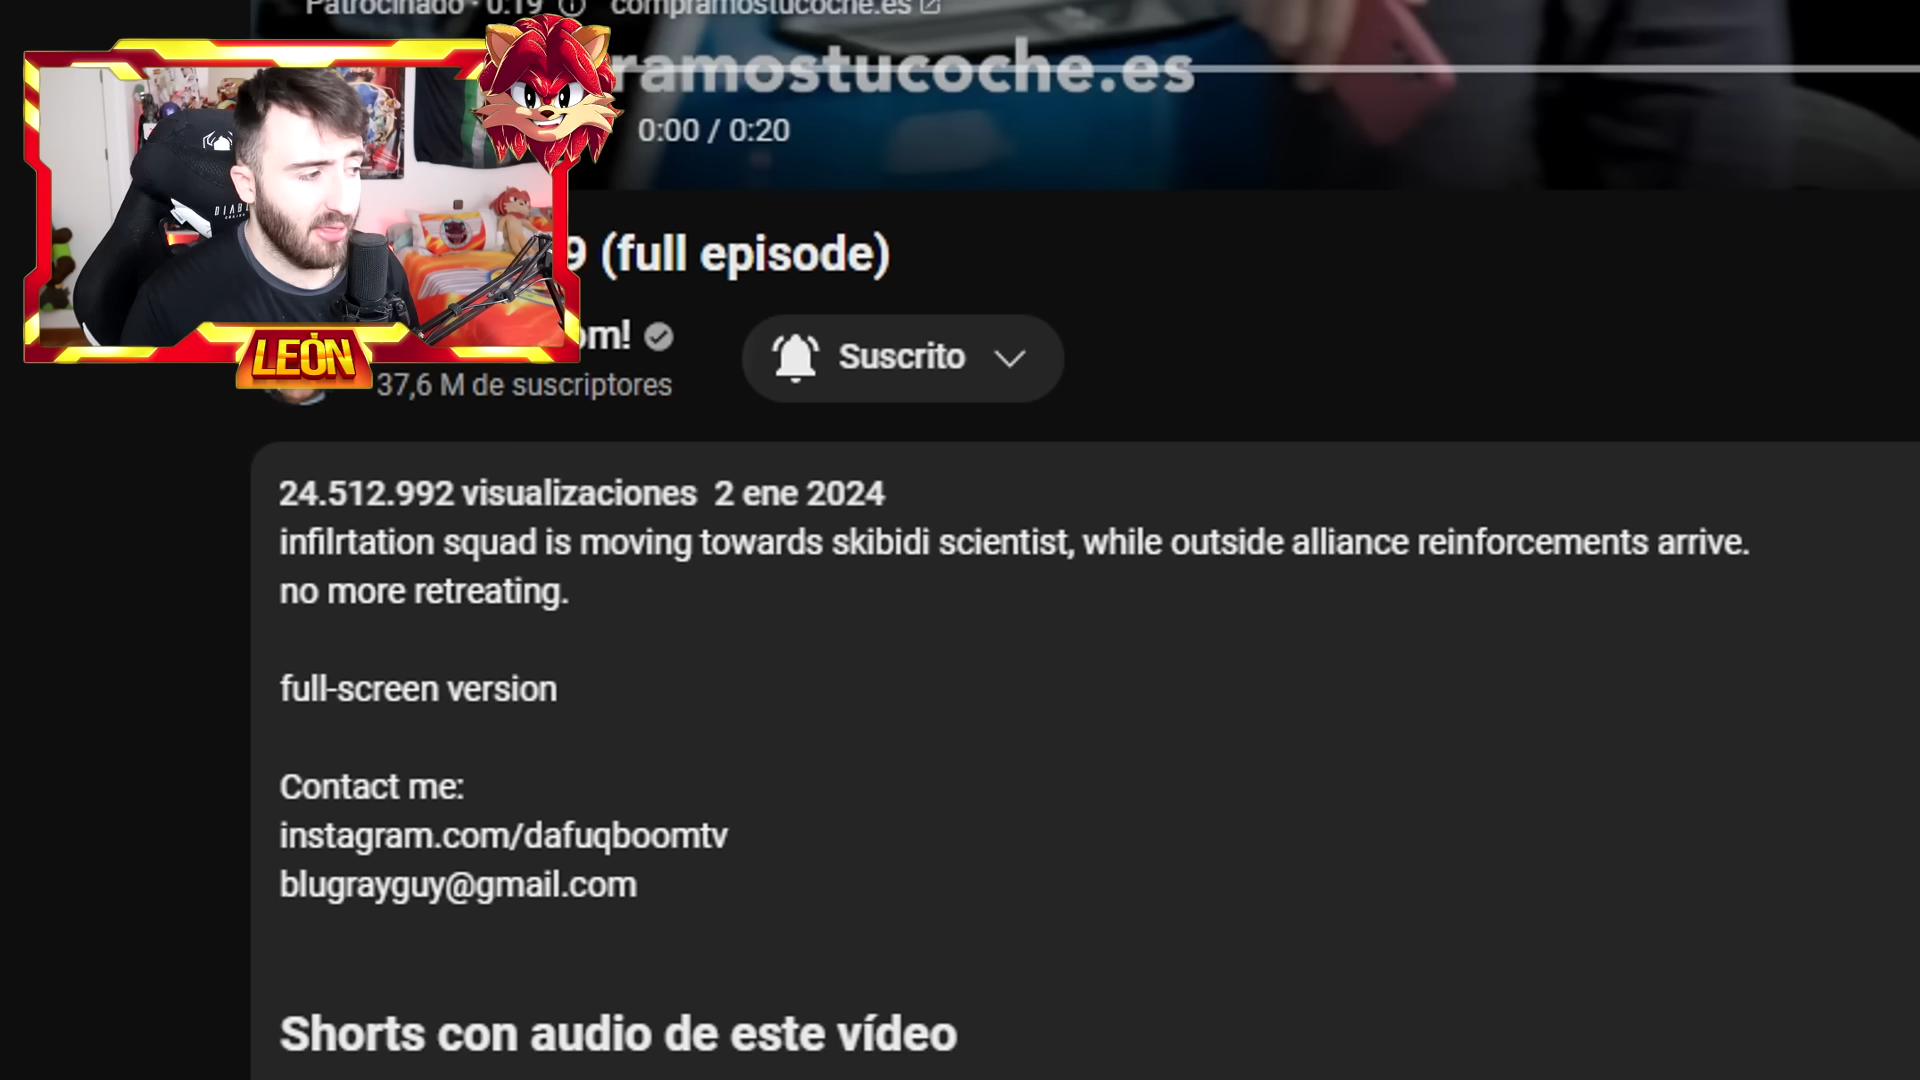 Patrocinado · 0:19 compramostucoche.es
ramostucoche.es
0:00 / 0:20
9 (full episode)
om!
Suscrito
37,6 M de suscriptores
LEÓN
24.512.992 visualizaciones 2 ene 2024
infilrtation squad is moving towards skibidi scientist, while outside alliance reinforcements arrive.
no more retreating.
full-screen version
Contact me:
instagram.com/dafuqboomtv
blugrayguy@gmail.com
Shorts con audio de este vídeo